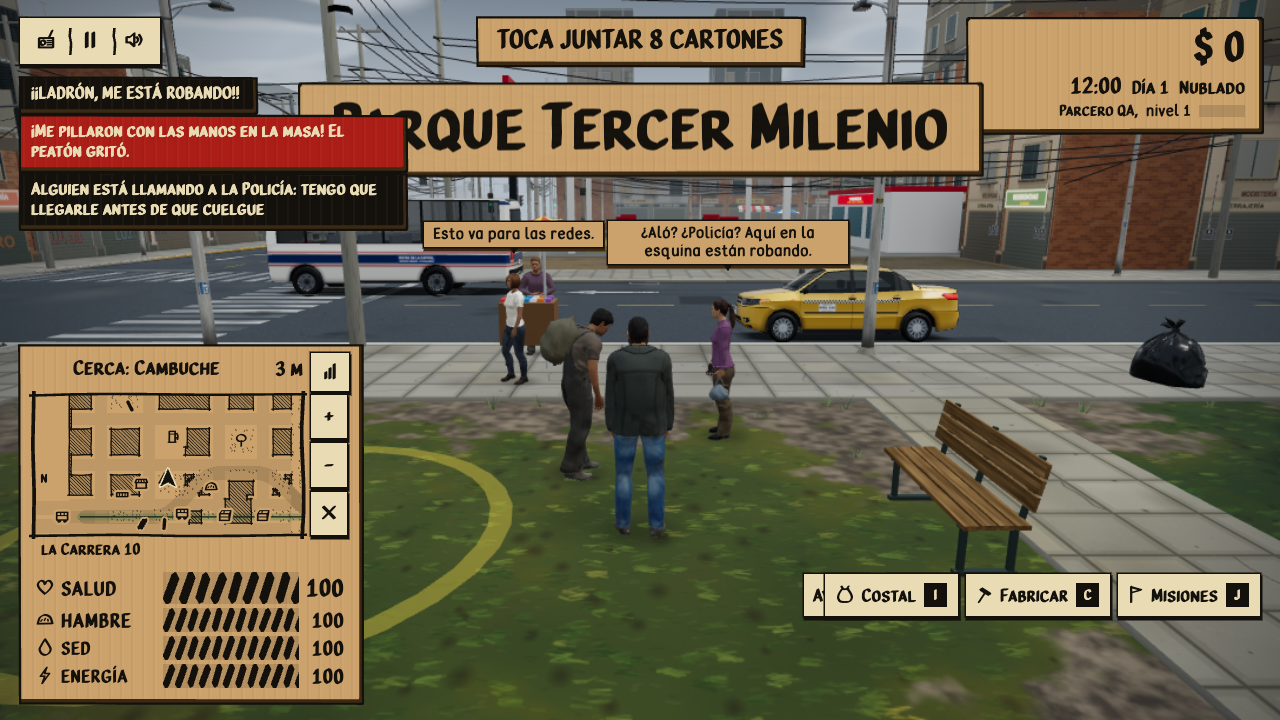 TOCA JUNTAR 8 CARTONES
$ 0
12:00 DÍA 1 NUBLADO
PARCERO QA, nivel 1
¡¡LADRÓN, ME ESTÁ ROBANDO!!
¡ME PILLARON CON LAS MANOS EN LA MASA! EL
PEATÓN GRITÓ.
ALGUIEN ESTÁ LLAMANDO A LA POLICÍA: TENGO QUE
LLEGARLE ANTES DE QUE CUELGUE
PARQUE TERCER MILENIO
Esto va para las redes.
¿Aló? ¿Policía? Aquí en la
esquina están robando.
CERCA: CAMBUCHE 3 M
+
N
-
LA CARRERA 10
SALUD 100
HAMBRE 100
SED 100
ENERGÍA 100
COSTAL I
FABRICAR C
MISIONES J